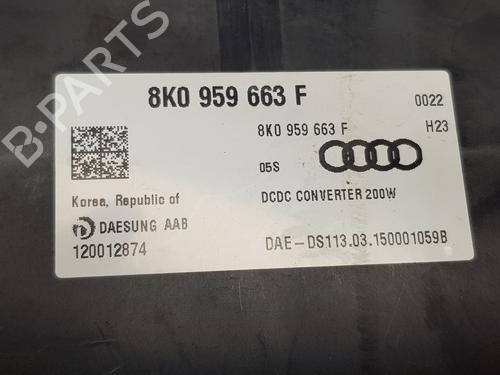 8K0 959 663 F
0022
8K0 959 663 F
H23
05S
Korea, Republic of
DCDC CONVERTER 200W
DAESUNG AAB
120012874
DAE-DS113.03.150001059B
B-PARTS